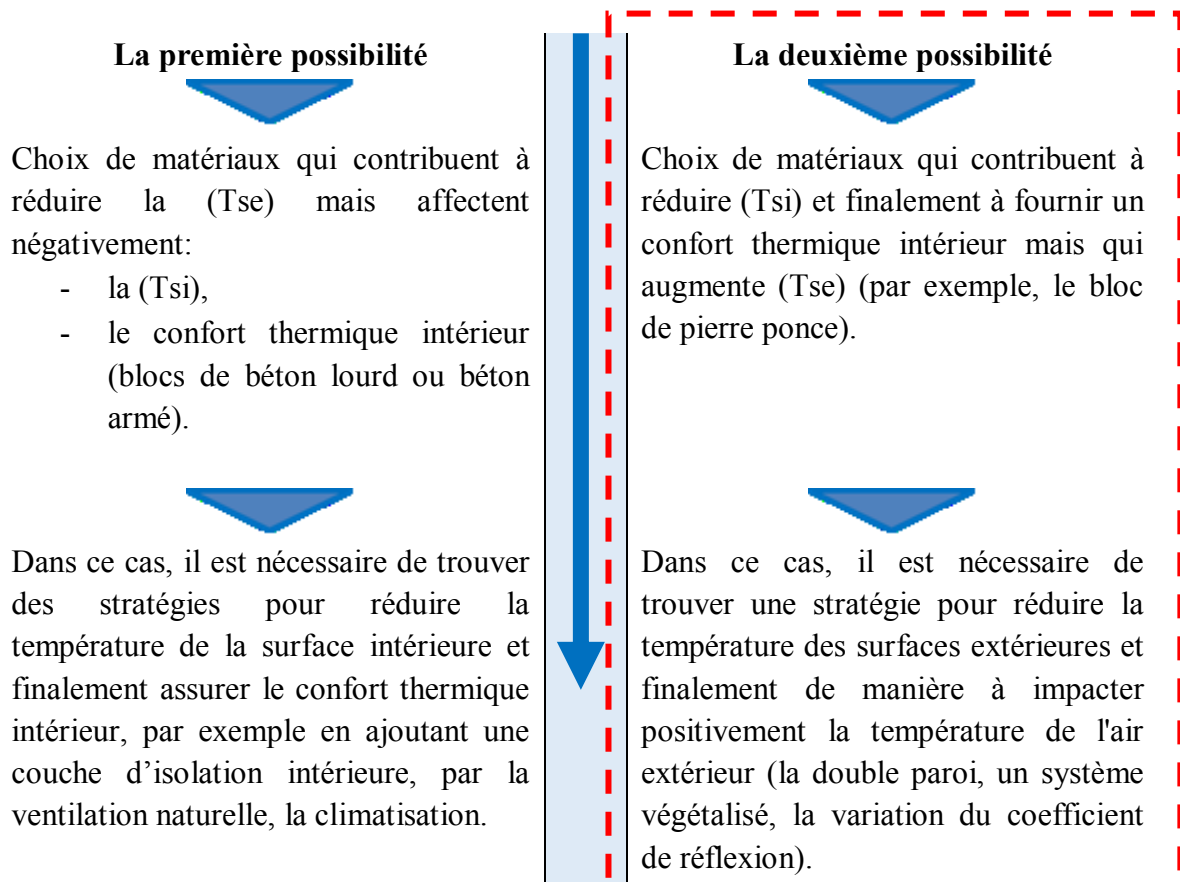 La première possibilité
Choix de matériaux qui contribuent à
réduire la (Tse) mais affectent
négativement:
- la (Tsi),
- le confort thermique intérieur
(blocs de béton lourd ou béton
armé).
Dans ce cas, il est nécessaire de trouver
des stratégies pour réduire la
température de la surface intérieure et
finalement assurer le confort thermique
intérieur, par exemple en ajoutant une
couche d’isolation intérieure, par la
ventilation naturelle, la climatisation.
La deuxième possibilité
Choix de matériaux qui contribuent à
réduire (Tsi) et finalement à fournir un
confort thermique intérieur mais qui
augmente (Tse) (par exemple, le bloc
de pierre ponce).
Dans ce cas, il est nécessaire de
trouver une stratégie pour réduire la
température des surfaces extérieures et
finalement de manière à impacter
positivement la température de l'air
extérieur (la double paroi, un système
végétalisé, la variation du coefficient
de réflexion).